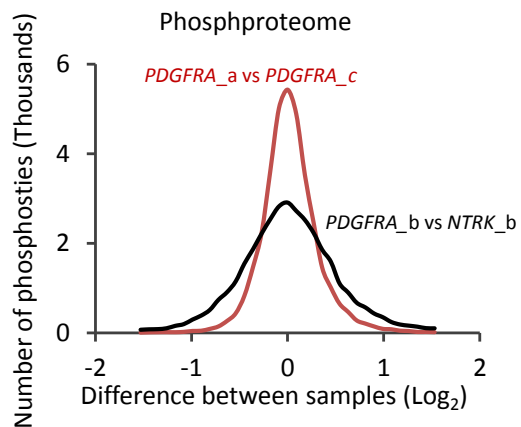 Phosphproteome
Number of phosphosties (Thousands)
6
4
2
0
PDGFRA_a vs PDGFRA_c
PDGFRA_b vs NTRK_b
-2
-1
0
1
2
Difference between samples (Log2)